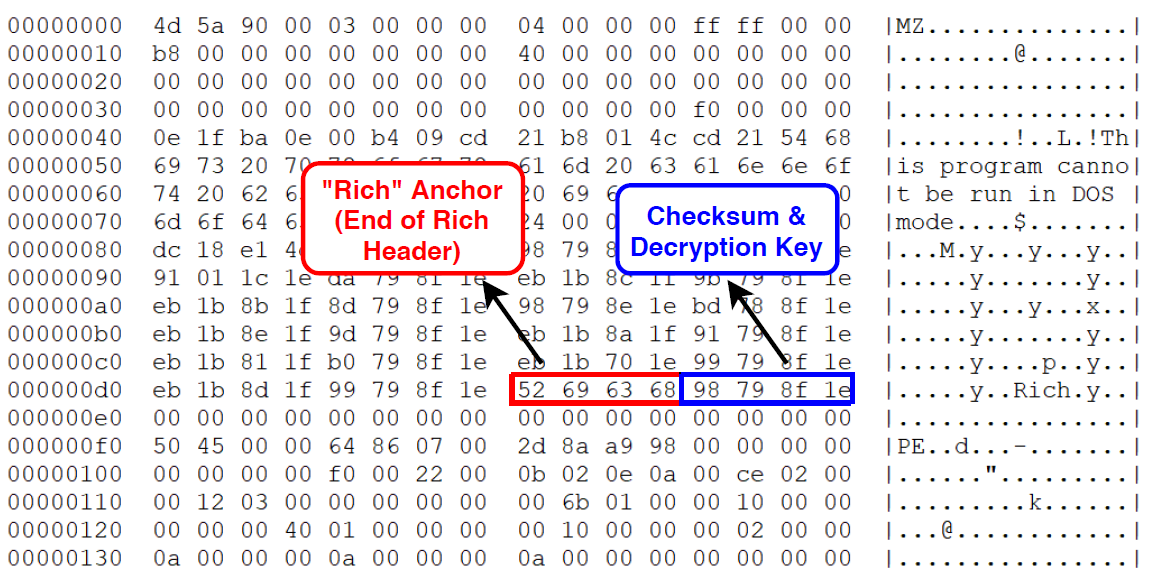 00000000 4d 5a 90 00 03 00 00 00 04 00 00 00 ff ff 00 00 |MZ..............|
00000010 b8 00 00 00 00 00 00 00 40 00 00 00 00 00 00 00 |........@.......|
00000020 00 00 00 00 00 00 00 00 00 00 00 00 00 00 00 00 |................|
00000030 00 00 00 00 00 00 00 00 00 00 00 00 f0 00 00 00 |................|
00000040 0e 1f ba 0e 00 b4 09 cd 21 b8 01 4c cd 21 54 68 |........!..L.!Th|
00000050 69 73 20 70 61 6d 20 63 61 6e 6e 6f |is program canno|
00000060 74 20 62 20 69 |t be run in DOS |
00000070 6d 6f 64 24 00 |mode....$.......|
"Rich" Anchor
(End of Rich
Header)
Checksum &
Decryption Key
00000080 dc 18 e1 98 79 |...M.y...y...y..|
00000090 91 01 1c 1e da 79 8f 1e eb 1b 8c 1f 9b 79 8f 1e |.....y.......y..|
000000a0 eb 1b 8b 1f 8d 79 8f 1e 98 79 8e 1e bd 78 8f 1e |.....y...y...x..|
000000b0 eb 1b 8e 1f 9d 79 8f 1e eb 1b 8a 1f 91 79 8f 1e |.....y.......y..|
000000c0 eb 1b 81 1f b0 79 8f 1e eb 1b 70 1e 99 79 8f 1e |.....y....p..y..|
000000d0 eb 1b 8d 1f 99 79 8f 1e 52 69 63 68 98 79 8f 1e |.....y..Rich.y..|
000000e0 00 00 00 00 00 00 00 00 00 00 00 00 00 00 00 00 |................|
000000f0 50 45 00 00 64 86 07 00 2d 8a a9 98 00 00 00 00 |PE..d...-.......|
00000100 00 00 00 00 f0 00 22 00 0b 02 0e 0a 00 ce 02 00 |......".........|
00000110 00 12 03 00 00 00 00 00 00 6b 01 00 00 10 00 00 |.........k......|
00000120 00 00 00 40 01 00 00 00 00 10 00 00 00 02 00 00 |...@............|
00000130 0a 00 00 00 0a 00 00 00 0a 00 00 00 00 00 00 00 |................|